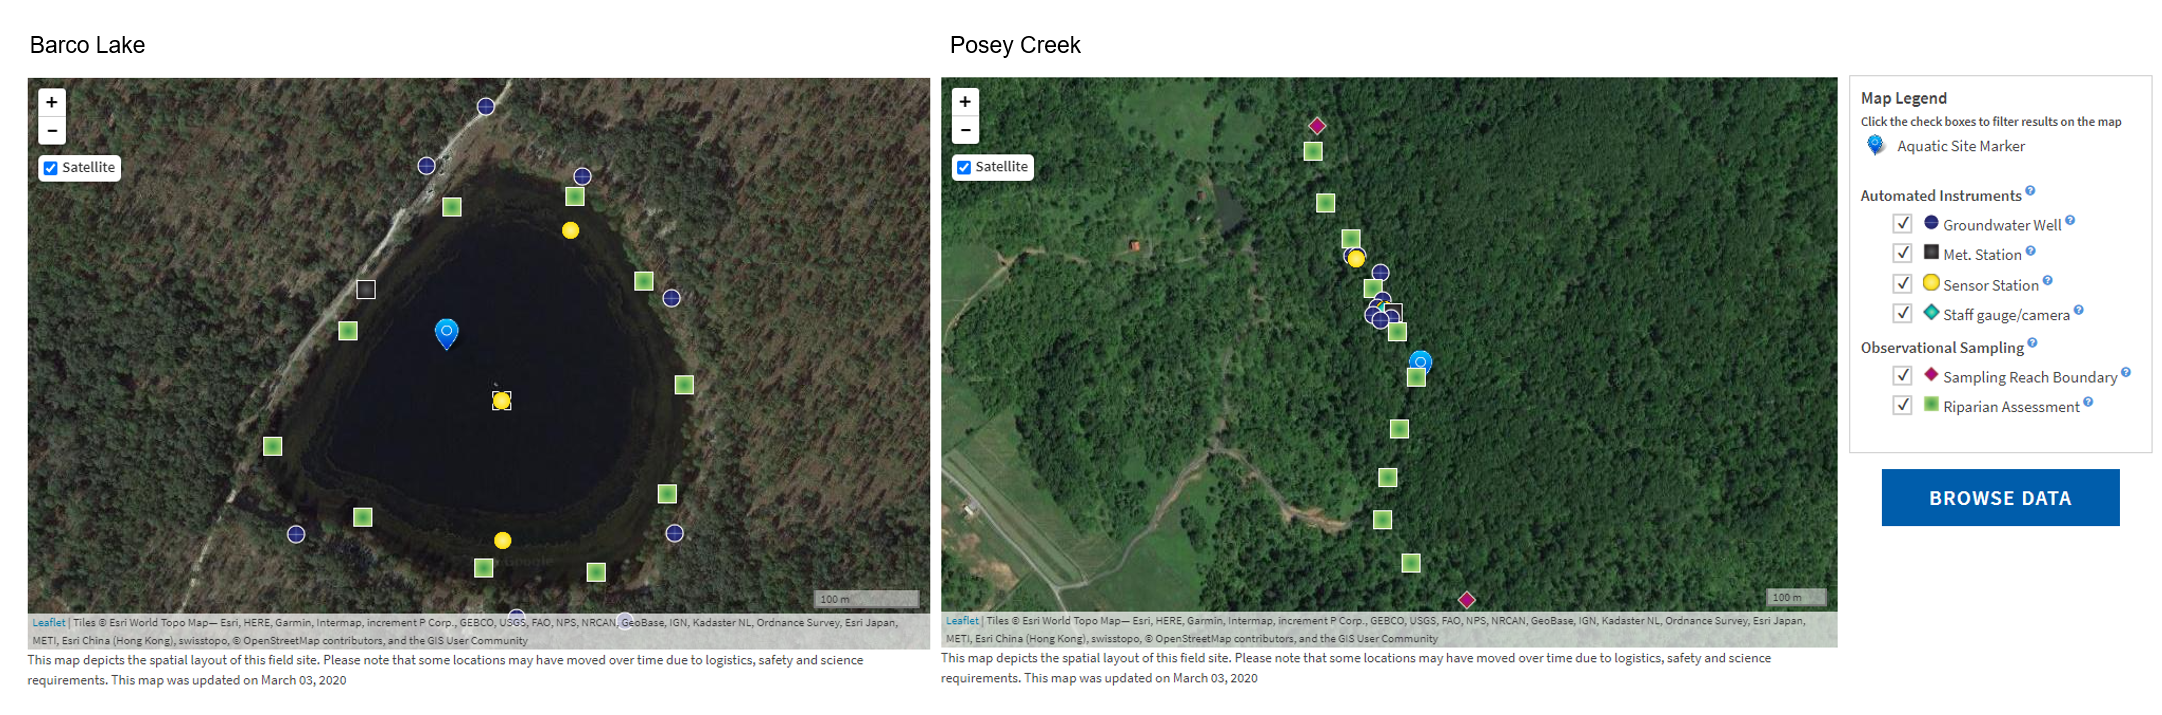 Barco Lake
Posey Creek
+
−
Satellite
100 m
Leaflet | Tiles © Esri World Topo Map— Esri, HERE, Garmin, Intermap, increment P Corp., GEBCO, USGS, FAO, NPS, NRCAN, GeoBase, IGN, Kadaster NL, Ordnance Survey, Esri Japan,
METI, Esri China (Hong Kong), swisstopo, © OpenStreetMap contributors, and the GIS User Community
This map depicts the spatial layout of this field site. Please note that some locations may have moved over time due to logistics, safety and science
requirements. This map was updated on March 03, 2020
+
−
Satellite
100 m
Leaflet | Tiles © Esri World Topo Map— Esri, HERE, Garmin, Intermap, increment P Corp., GEBCO, USGS, FAO, NPS, NRCAN, GeoBase, IGN, Kadaster NL, Ordnance Survey, Esri Japan,
METI, Esri China (Hong Kong), swisstopo, © OpenStreetMap contributors, and the GIS User Community
This map depicts the spatial layout of this field site. Please note that some locations may have moved over time due to logistics, safety and science
requirements. This map was updated on March 03, 2020
Map Legend
Click the check boxes to filter results on the map
Aquatic Site Marker
Automated Instruments ?
Groundwater Well ?
Met. Station ?
Sensor Station ?
Staff gauge/camera ?
Observational Sampling ?
Sampling Reach Boundary ?
Riparian Assessment ?
BROWSE DATA